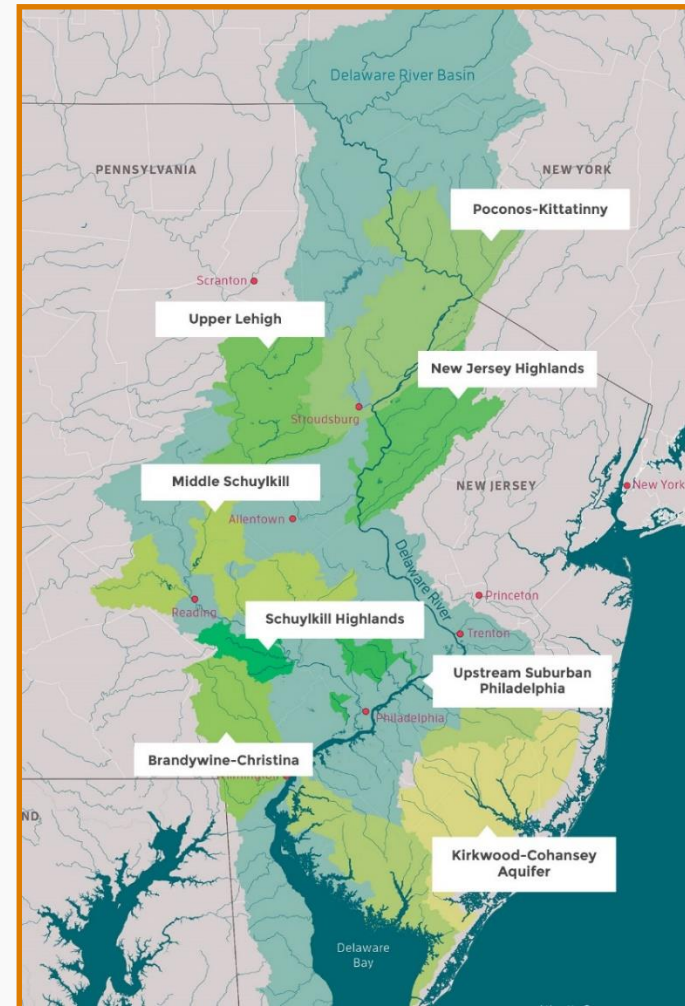 Delaware River Basin
PENNSYLVANIA
NEW YORK
Poconos-Kittatinny
Scranton
Upper Lehigh
New Jersey Highlands
Stroudsburg
Middle Schuylkill
NEW JERSEY
New York
Allentown
Delaware River
Princeton
Reading
Schuylkill Highlands
Trenton
Upstream Suburban
Philadelphia
Philadelphia
Brandywine-Christina
ND
Kirkwood-Cohansey
Aquifer
Delaware
Bay